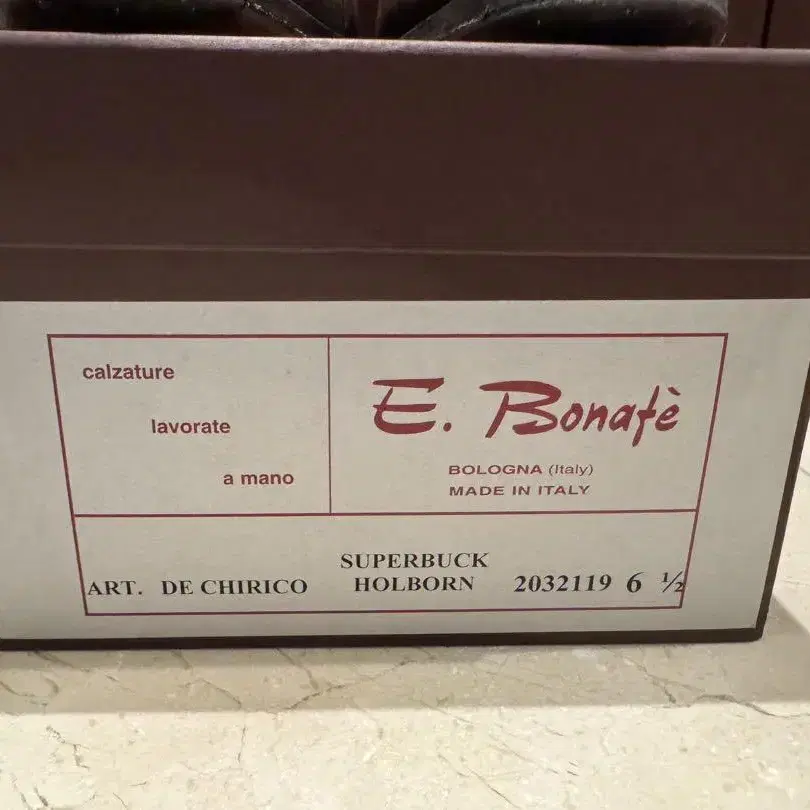 calzature
lavorate
a mano
E. Bonafè
BOLOGNA (Italy)
MADE IN ITALY
ART. DE CHIRICO
SUPERBUCK
HOLBORN
2032119 6 ½